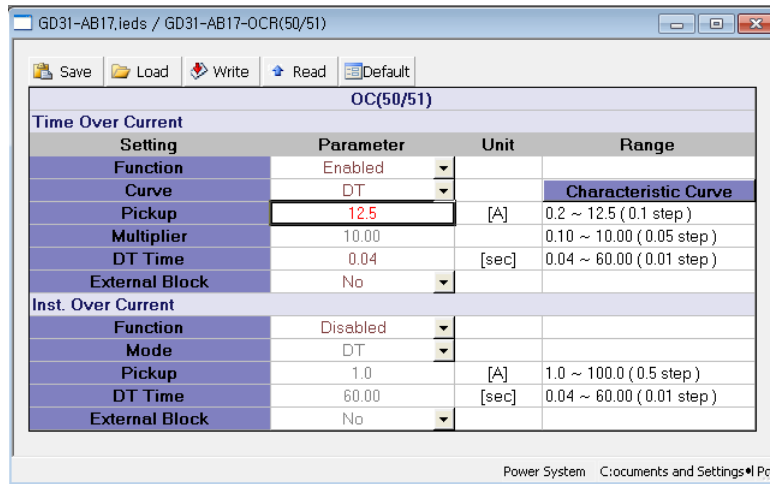 GD31-AB17,ieds / GD31-AB17-OCR(50/51)
Save Load Write Read Default
OC(50/51)
Time Over Current
Setting Parameter Unit Range
Function Enabled
Curve DT Characteristic Curve
Pickup 12.5 [A] 0.2 ~ 12.5 ( 0.1 step )
Multiplier 10.00 0.10 ~ 10.00 ( 0.05 step )
DT Time 0.04 [sec] 0.04 ~ 60.00 ( 0.01 step )
External Block No
Inst. Over Current
Function Disabled
Mode DT
Pickup 1.0 [A] 1.0 ~ 100.0 ( 0.5 step )
DT Time 60.00 [sec] 0.04 ~ 60.00 ( 0.01 step )
External Block No
Power System C:ocuments and Settings